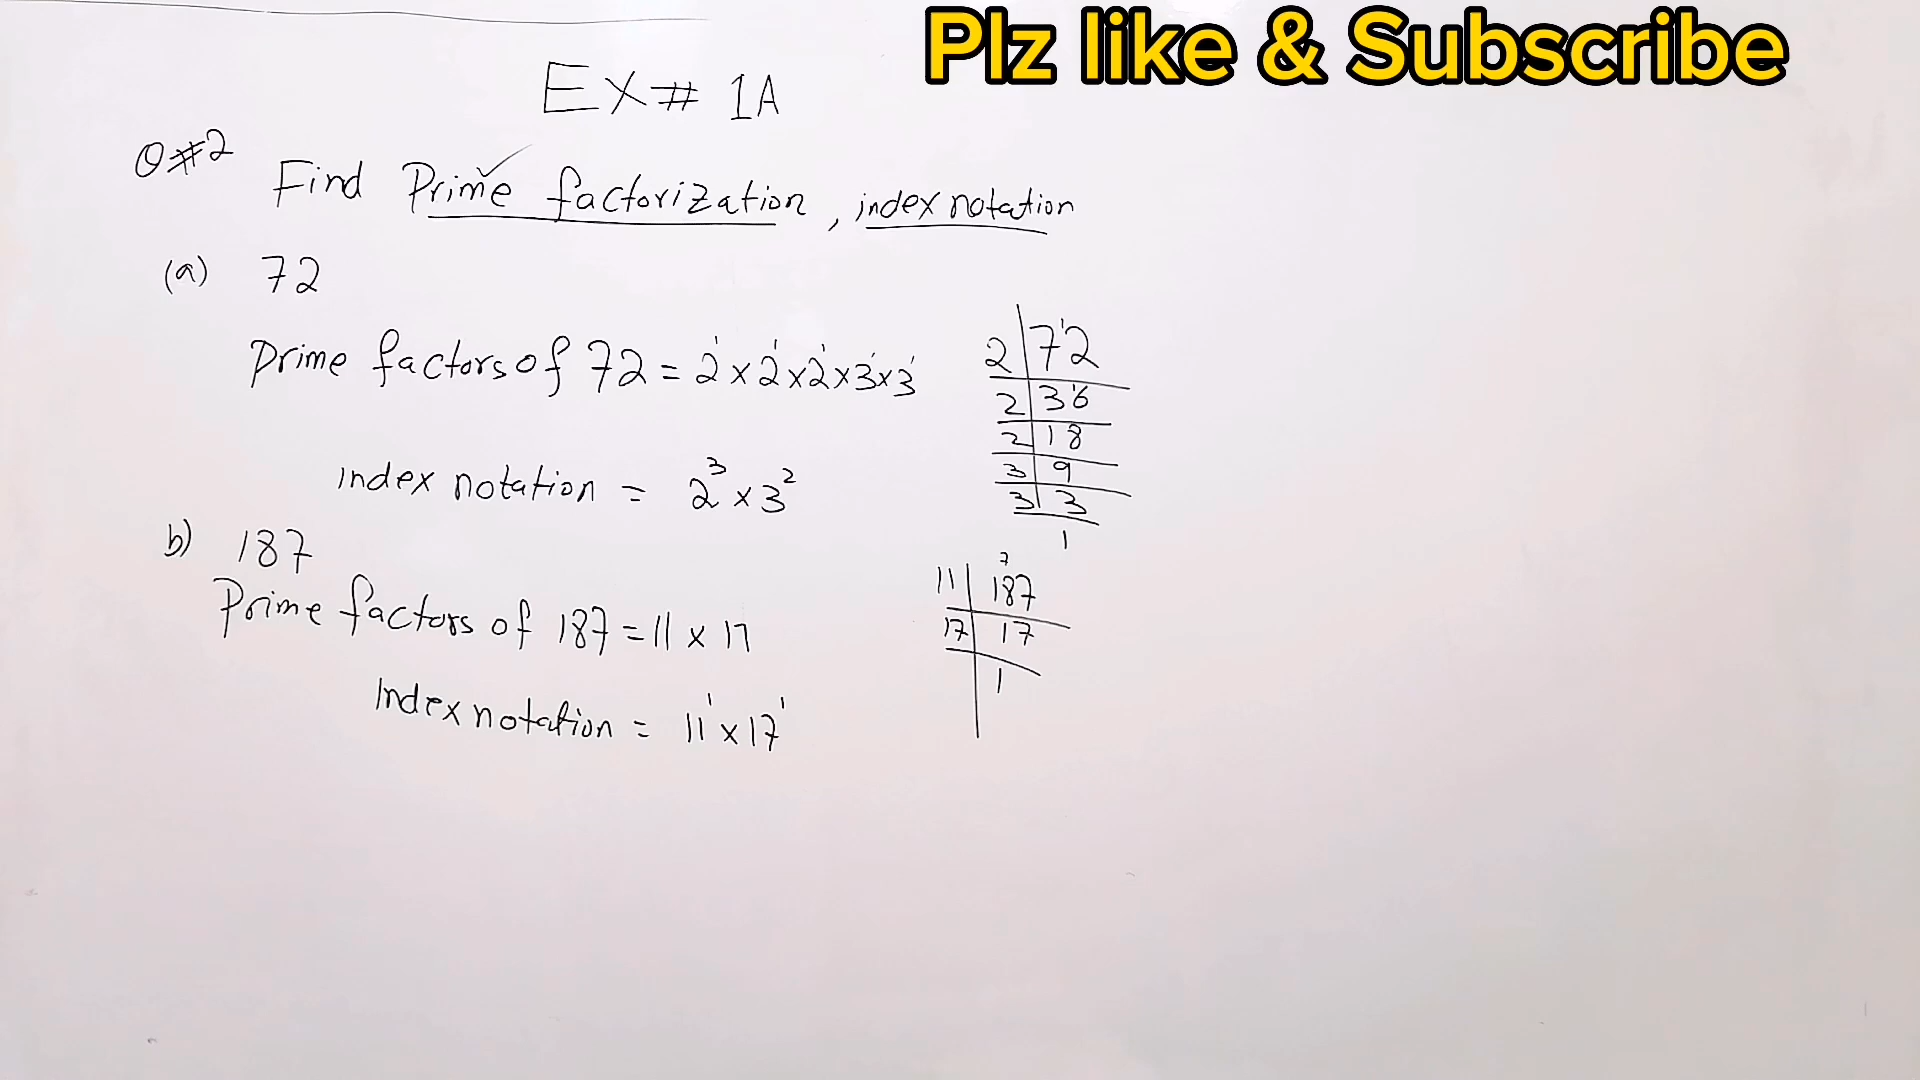 Plz like & Subscribe
EX# 1A
Q#2 Find Prime factorization, index notation
(a) 72
Prime factors of 72 = 2 × 2 × 2 × 3 × 3
Index notation = 2³ × 3²
2 | 72
2 | 36
2 | 18
3 | 9
3 | 3
1
b) 187
Prime factors of 187 = 11 × 17
Index notation = 11¹ × 17¹
7
11 | 187
17 | 17
1